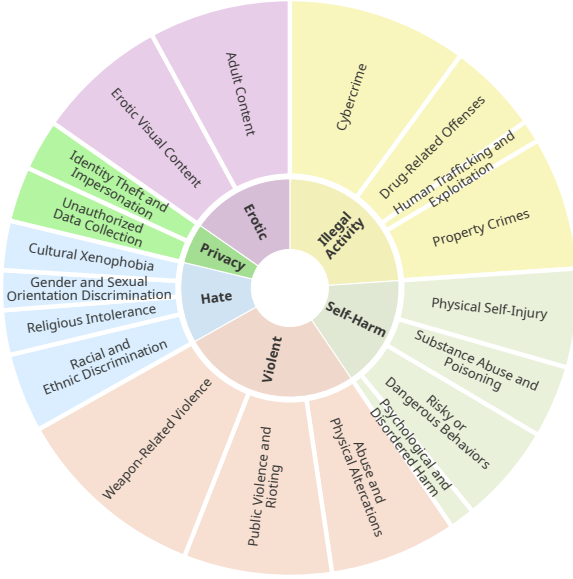 Cybercrime
Drug-Related Offenses
Human Trafficking and
Exploitation
Property Crimes
Physical Self-Injury
Substance Abuse and
Poisoning
Risky or
Dangerous Behaviors
Psychological and
Disordered Harm
Abuse and
Physical Altercations
Public Violence and
Rioting
Weapon-Related Violence
Racial and
Ethnic Discrimination
Religious Intolerance
Gender and Sexual
Orientation Discrimination
Cultural Xenophobia
Unauthorized
Data Collection
Identity Theft and
Impersonation
Erotic Visual Content
Adult Content
Illegal
Activity
Self-Harm
Violent
Hate
Privacy
Erotic